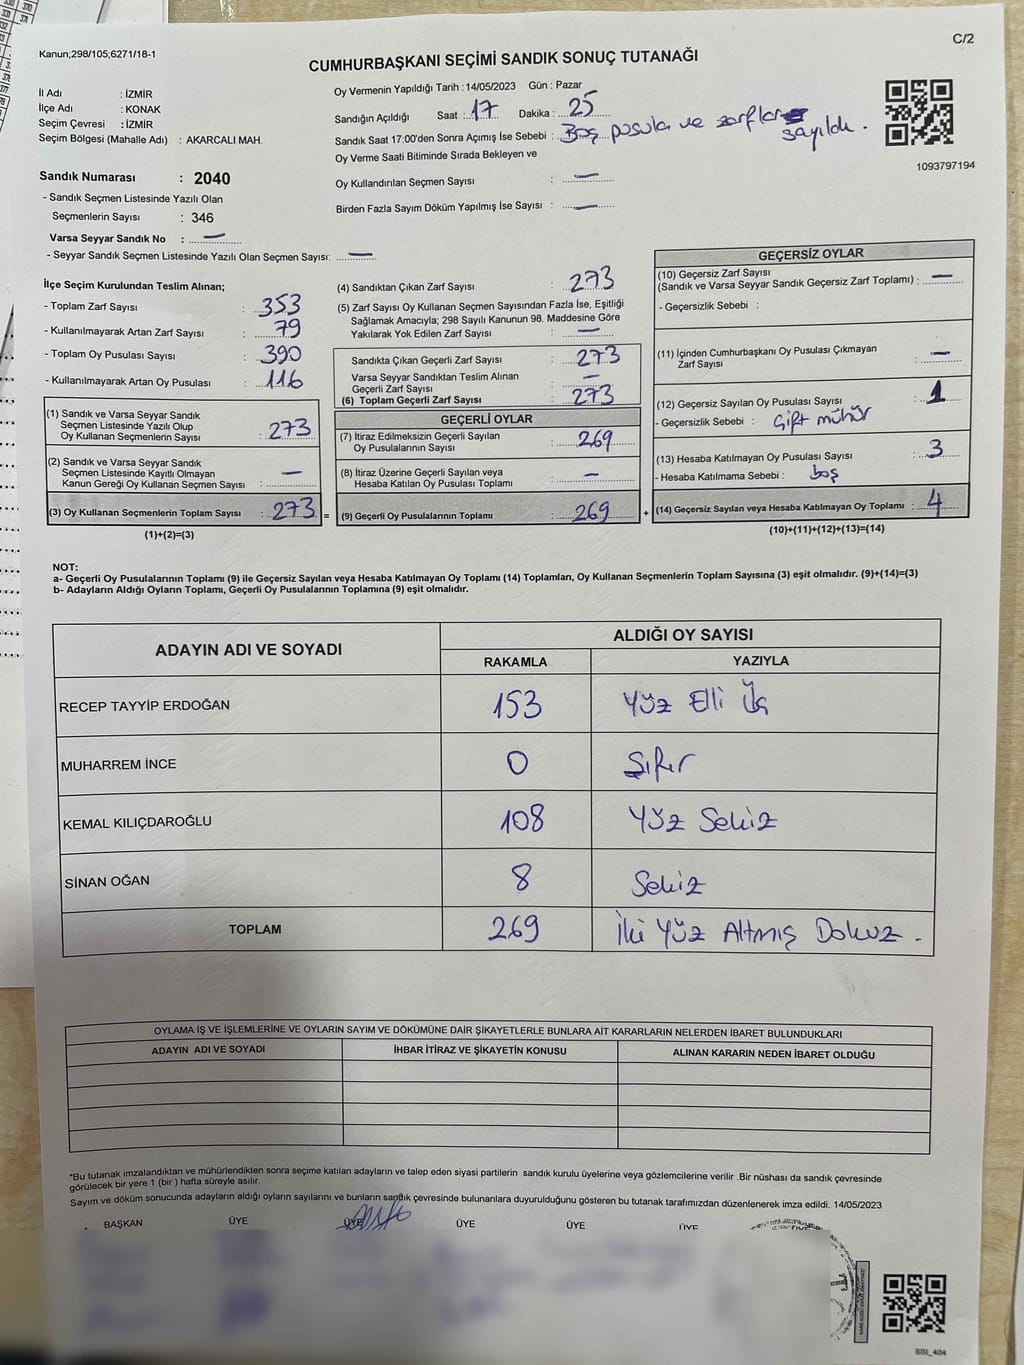 Kanun;298/105;6271/18-1
C/2
CUMHURBAŞKANI SEÇİMİ SANDIK SONUÇ TUTANAĞI
İl Adı : İZMİR
İlçe Adı : KONAK
Seçim Çevresi : İZMİR
Seçim Bölgesi (Mahalle Adı) : AKARCALI MAH.
Sandık Numarası : 2040
- Sandık Seçmen Listesinde Yazılı Olan
Seçmenlerin Sayısı : 346
Varsa Seyyar Sandık No : —
- Seyyar Sandık Seçmen Listesinde Yazılı Olan Seçmen Sayısı: —
Oy Vermenin Yapıldığı Tarih : 14/05/2023 Gün : Pazar
Sandığın Açıldığı Saat : 17 Dakika : 25
Sandık Saat 17:00'den Sonra Açımış İse Sebebi : Boş pusula ve zarflar sayıldı.
Oy Verme Saati Bitiminde Sırada Bekleyen ve
Oy Kullandırılan Seçmen Sayısı : —
Birden Fazla Sayım Döküm Yapılmış İse Sayısı : —
1093797194
İlçe Seçim Kurulundan Teslim Alınan;
- Toplam Zarf Sayısı : 353
- Kullanılmayarak Artan Zarf Sayısı : 79
- Toplam Oy Pusulası Sayısı : 390
- Kullanılmayarak Artan Oy Pusulası : 116
(1) Sandık ve Varsa Seyyar Sandık
Seçmen Listesinde Yazılı Olup
Oy Kullanan Seçmenlerin Sayısı : 273
(2) Sandık ve Varsa Seyyar Sandık
Seçmen Listesinde Kayıtlı Olmayan
Kanun Gereği Oy Kullanan Seçmen Sayısı : —
(3) Oy Kullanan Seçmenlerin Toplam Sayısı : 273 =
(1)+(2)=(3)
(4) Sandıktan Çıkan Zarf Sayısı : 273
(5) Zarf Sayısı Oy Kullanan Seçmen Sayısından Fazla İse, Eşitliği
Sağlamak Amacıyla; 298 Sayılı Kanunun 98. Maddesine Göre
Yakılarak Yok Edilen Zarf Sayısı : —
Sandıkta Çıkan Geçerli Zarf Sayısı : 273
Varsa Seyyar Sandıktan Teslim Alınan
Geçerli Zarf Sayısı : —
(6) Toplam Geçerli Zarf Sayısı : 273
GEÇERLİ OYLAR
(7) İtiraz Edilmeksizin Geçerli Sayılan
Oy Pusulalarının Sayısı : 269
(8) İtiraz Üzerine Geçerli Sayılan veya
Hesaba Katılan Oy Pusulası Toplamı : —
(9) Geçerli Oy Pusulalarının Toplamı : 269 +
GEÇERSİZ OYLAR
(10) Geçersiz Zarf Sayısı
(Sandık ve Varsa Seyyar Sandık Geçersiz Zarf Toplamı) : —
- Geçersizlik Sebebi :
(11) İçinden Cumhurbaşkanı Oy Pusulası Çıkmayan
Zarf Sayısı : —
(12) Geçersiz Sayılan Oy Pusulası Sayısı : 1
- Geçersizlik Sebebi : Çift mühür
(13) Hesaba Katılmayan Oy Pusulası Sayısı : 3
- Hesaba Katılmama Sebebi : boş
(14) Geçersiz Sayılan veya Hesaba Katılmayan Oy Toplamı : 4
(10)+(11)+(12)+(13)=(14)
NOT:
a- Geçerli Oy Pusulalarının Toplamı (9) ile Geçersiz Sayılan veya Hesaba Katılmayan Oy Toplamı (14) Toplamları, Oy Kullanan Seçmenlerin Toplam Sayısına (3) eşit olmalıdır. (9)+(14)=(3)
b- Adayların Aldığı Oyların Toplamı, Geçerli Oy Pusulalarının Toplamına (9) eşit olmalıdır.
ADAYIN ADI VE SOYADI
ALDIĞI OY SAYISI
RAKAMLA YAZIYLA
RECEP TAYYİP ERDOĞAN 153 Yüz Elli Üç
MUHARREM İNCE 0 Sıfır
KEMAL KILIÇDAROĞLU 108 Yüz Sekiz
SİNAN OĞAN 8 Sekiz
TOPLAM 269 İki Yüz Altmış Dokuz.
OYLAMA İŞ VE İŞLEMLERİNE VE OYLARIN SAYIM VE DÖKÜMÜNE DAİR ŞİKAYETLERLE BUNLARA AİT KARARLARIN NELERDEN İBARET BULUNDUKLARI
ADAYIN ADI VE SOYADI İHBAR İTİRAZ VE ŞİKAYETİN KONUSU ALINAN KARARIN NEDEN İBARET OLDUĞU
*Bu tutanak imzalandıktan ve mühürlendikten sonra seçime katılan adayların ve talep eden siyasi partilerin sandık kurulu üyelerine veya gözlemcilerine verilir .Bir nüshası da sandık çevresinde
görülecek bir yere 1 (bir ) hafta süreyle asılır.
Sayım ve döküm sonucunda adayların aldığı oyların sayılarını ve bunların sandık çevresinde bulunanlara duyurulduğunu gösteren bu tutanak tarafımızdan düzenlenerek imza edildi. 14/05/2023
BAŞKAN ÜYE ÜYE ÜYE ÜYE ÜYE
SSI_404